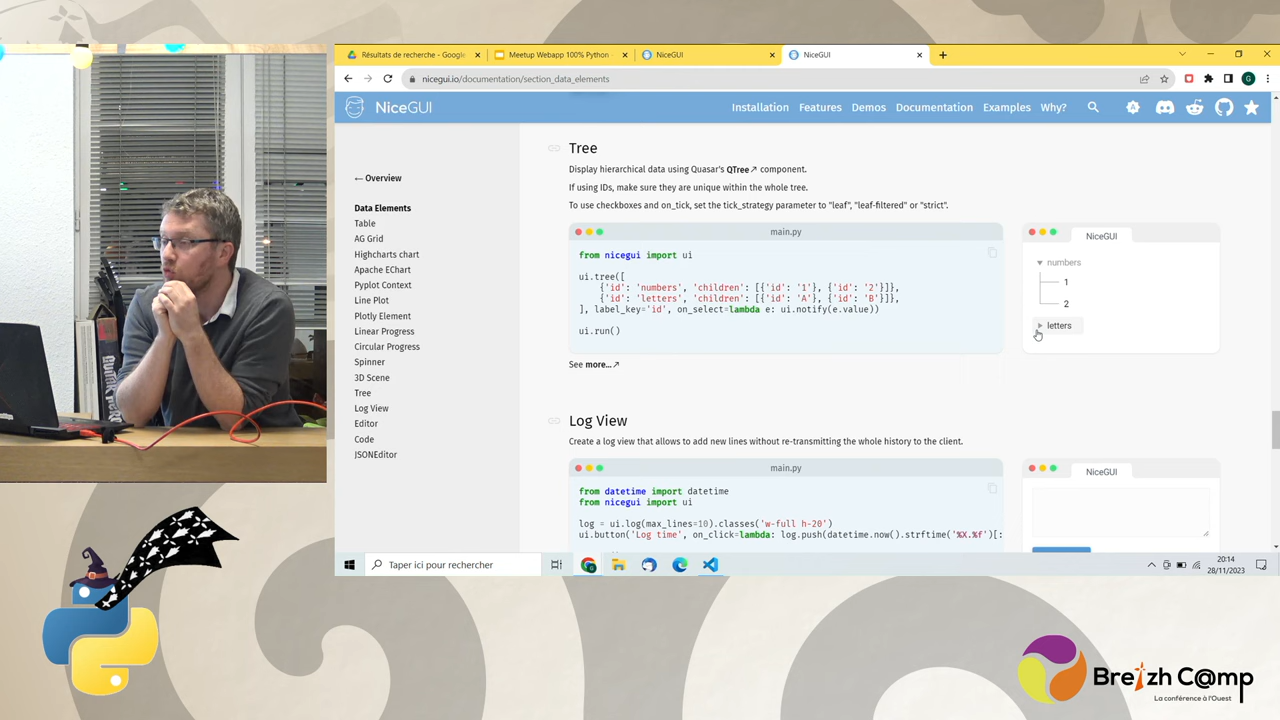 Résultats de recherche - Google
Meetup Webapp 100% Python
NiceGUI
NiceGUI
nicegui.io/documentation/section_data_elements
G
NiceGUI
Installation
Features
Demos
Documentation
Examples
Why?
← Overview
Data Elements
Table
AG Grid
Highcharts chart
Apache EChart
Pyplot Context
Line Plot
Plotly Element
Linear Progress
Circular Progress
Spinner
3D Scene
Tree
Log View
Editor
Code
JSONEditor
Tree
Display hierarchical data using Quasar's QTree↗ component.
If using IDs, make sure they are unique within the whole tree.
To use checkboxes and on_tick, set the tick_strategy parameter to "leaf", "leaf-filtered" or "strict".
main.py
from nicegui import ui
ui.tree([
{'id': 'numbers', 'children': [{'id': '1'}, {'id': '2'}]},
{'id': 'letters', 'children': [{'id': 'A'}, {'id': 'B'}]},
], label_key='id', on_select=lambda e: ui.notify(e.value))
ui.run()
NiceGUI
numbers
1
2
letters
See more...↗
Log View
Create a log view that allows to add new lines without re-transmitting the whole history to the client.
main.py
from datetime import datetime
from nicegui import ui
log = ui.log(max_lines=10).classes('w-full h-20')
ui.button('Log time', on_click=lambda: log.push(datetime.now().strftime('%X.%f')[:
NiceGUI
Taper ici pour rechercher
20:14
28/11/2023
Breizh C@mp
La conférence à l'Ouest